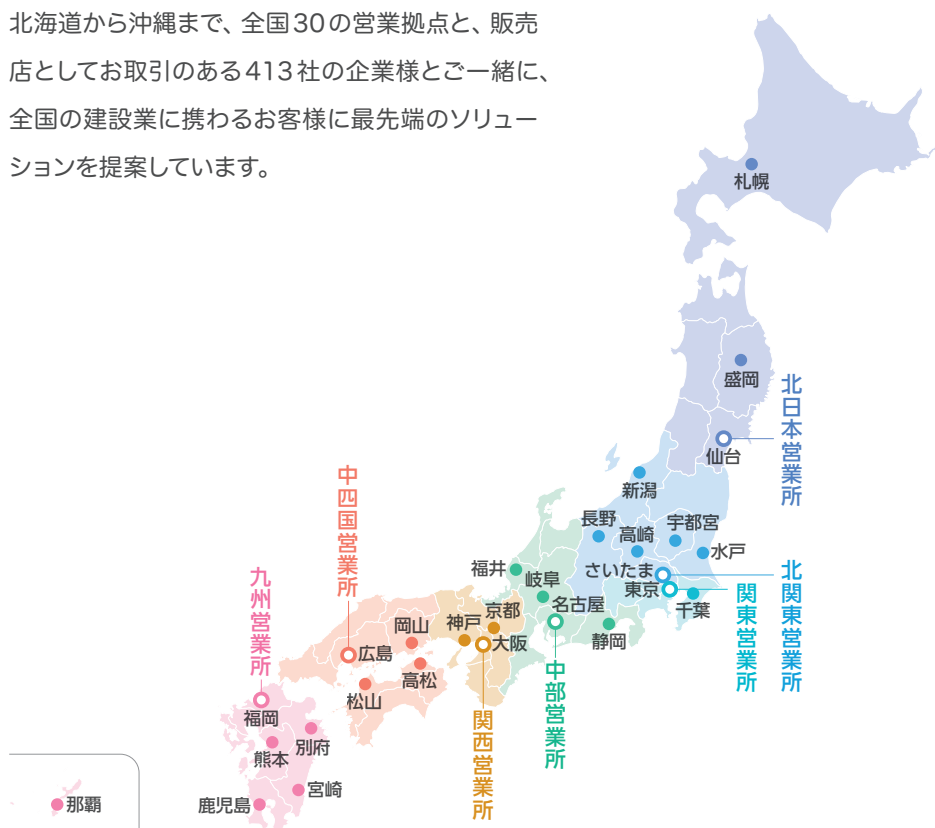 北海道から沖縄まで、全国30の営業拠点と、販売
店としてお取引のある413社の企業様とご一緒に、
全国の建設業に携わるお客様に最先端のソリュー
ションを提案しています。
札幌
盛岡
北日本営業所
仙台
新潟
中四国営業所
長野
高崎
宇都宮
水戸
福井
岐阜
さいたま
東京
北関東営業所
関東営業所
千葉
九州営業所
名古屋
静岡
岡山
神戸
京都
大阪
広島
高松
中部営業所
松山
関西営業所
福岡
別府
熊本
宮崎
鹿児島
那覇